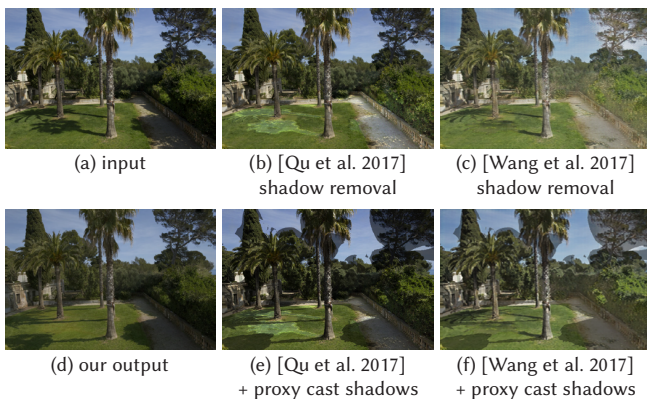 (a) input
(b) [Qu et al. 2017]
shadow removal
(c) [Wang et al. 2017]
shadow removal
(d) our output
(e) [Qu et al. 2017]
+ proxy cast shadows
(f) [Wang et al. 2017]
+ proxy cast shadows